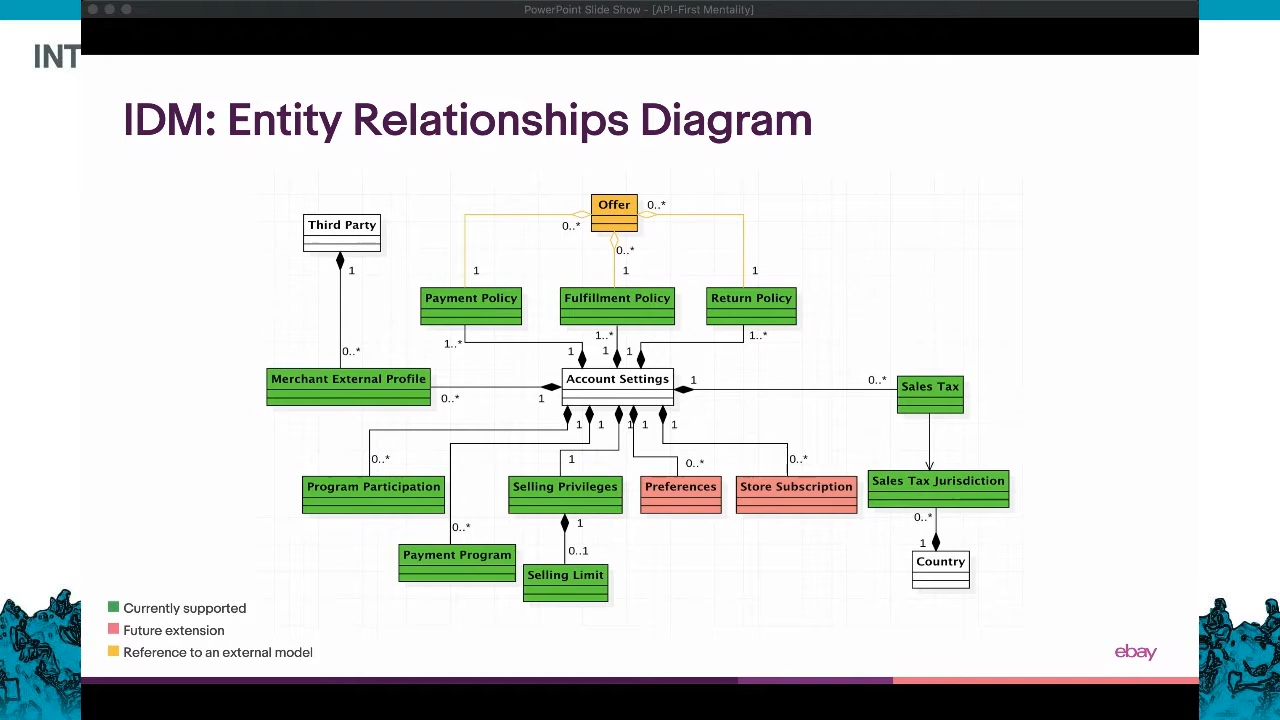 PowerPoint Slide Show - [API-First Mentality]
INT
IDM: Entity Relationships Diagram
Offer
0..*
Third Party
0..*
0..*
1
1
1
1
Payment Policy
Fulfillment Policy
Return Policy
1..*
1..*
1..*
0..*
1
1
1
Merchant External Profile
Account Settings
1
0..*
Sales Tax
0..*
1
1
1
1
1
1
0..*
1
0..*
0..*
Program Participation
Selling Privileges
Preferences
Store Subscription
Sales Tax Jurisdiction
0..*
1
0..*
1
0..1
Payment Program
Country
Selling Limit
Currently supported
Future extension
Reference to an external model
ebay